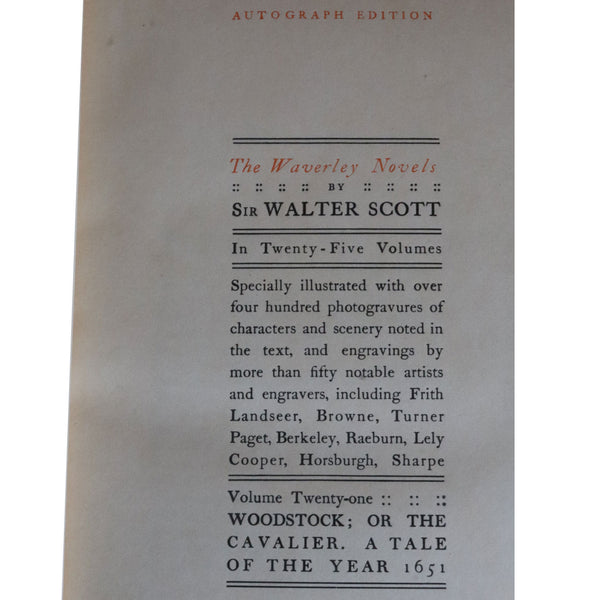 AUTOGRAPH EDITION
The Waverley Novels
:: :: :: :: BY :: :: :: ::
SIR WALTER SCOTT
In Twenty-Five Volumes
Specially illustrated with over
four hundred photogravures of
characters and scenery noted in
the text, and engravings by
more than fifty notable artists
and engravers, including Frith
Landseer, Browne, Turner
Paget, Berkeley, Raeburn, Lely
Cooper, Horsburgh, Sharpe
Volume Twenty-one :: :: ::
WOODSTOCK; OR THE
CAVALIER. A TALE
OF THE YEAR 1651